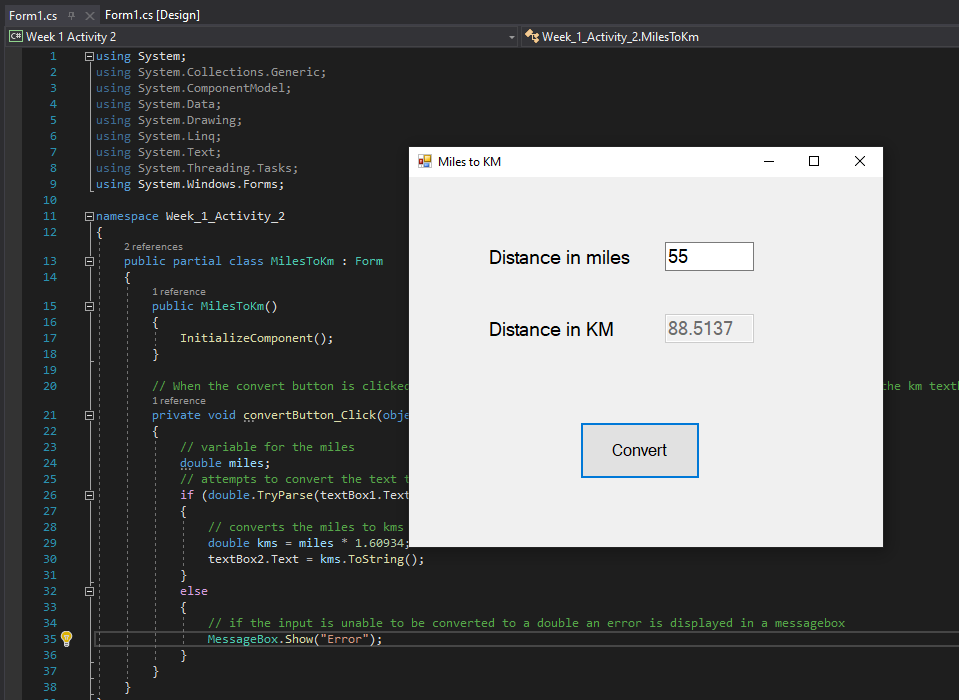 Form1.cs
Form1.cs [Design]
C# Week 1 Activity 2
Week_1_Activity_2.MilesToKm
1 using System;
2 using System.Collections.Generic;
3 using System.ComponentModel;
4 using System.Data;
5 using System.Drawing;
6 using System.Linq;
7 using System.Text;
8 using System.Threading.Tasks;
9 using System.Windows.Forms;
10
11 namespace Week_1_Activity_2
12 {
2 references
13 public partial class MilesToKm : Form
14 {
1 reference
15 public MilesToKm()
16 {
17 InitializeComponent();
18 }
19
20 // When the convert button is clicked the km
1 reference
21 private void convertButton_Click(
22 {
23 // variable for the miles
24 double miles;
25 // attempts to convert the text
26 if (double.TryParse(textBox1.Text
27 {
28 // converts the miles to kms
29 double kms = miles * 1.60934;
30 textBox2.Text = kms.ToString();
31 }
32 else
33 {
34 // if the input is unable to be converted to a double an error is displayed in a messagebox
35 MessageBox.Show("Error");
36 }
37 }
38 }
Miles to KM
Distance in miles
55
Distance in KM
88.5137
Convert